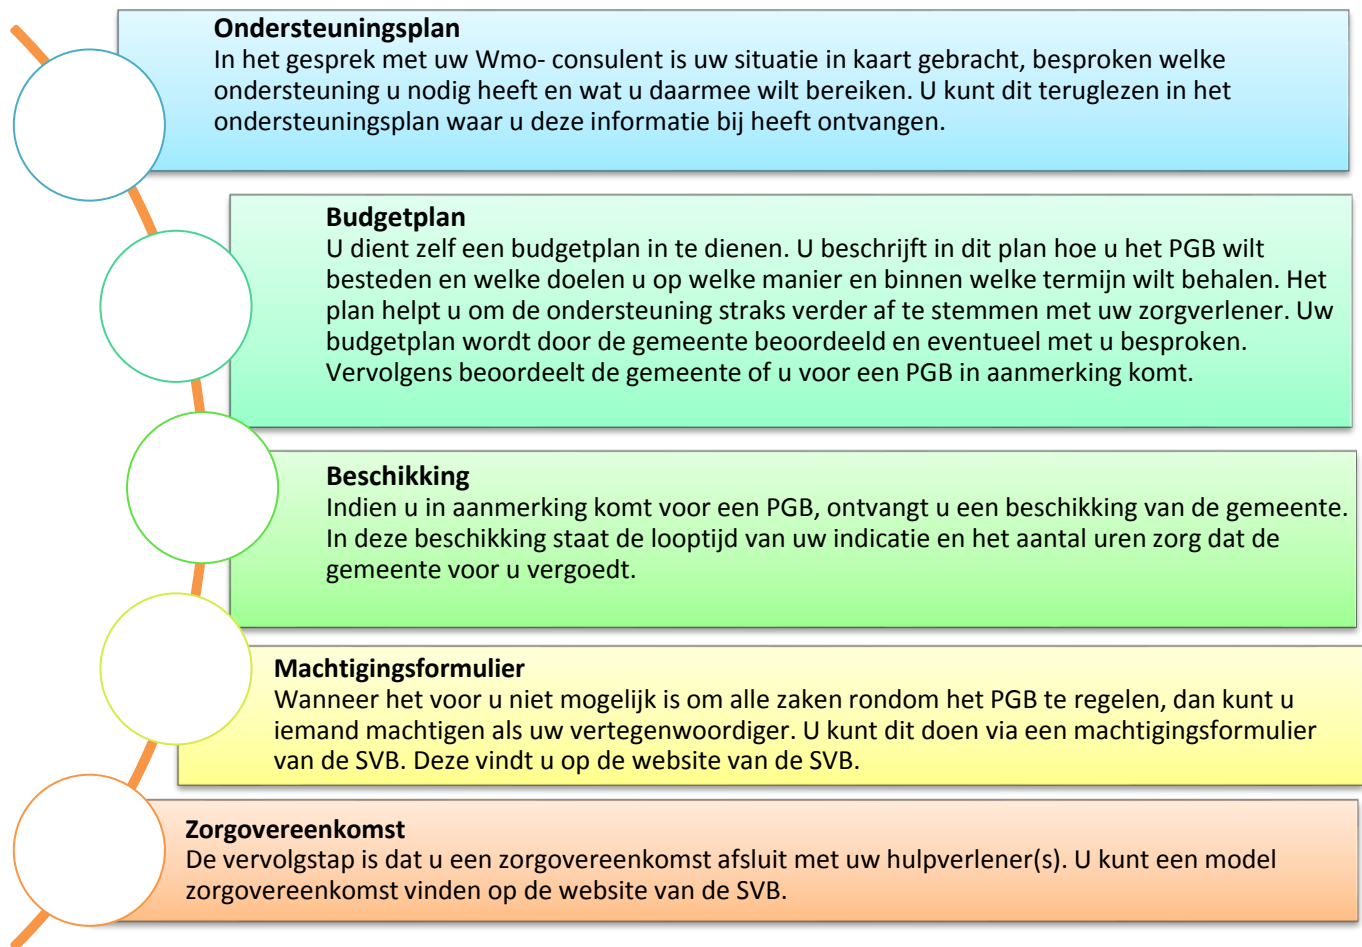 Ondersteuningsplan
In het gesprek met uw Wmo- consulent is uw situatie in kaart gebracht, besproken welke
ondersteuning u nodig heeft en wat u daarmee wilt bereiken. U kunt dit teruglezen in het
ondersteuningsplan waar u deze informatie bij heeft ontvangen.
Budgetplan
U dient zelf een budgetplan in te dienen. U beschrijft in dit plan hoe u het PGB wilt
besteden en welke doelen u op welke manier en binnen welke termijn wilt behalen. Het
plan helpt u om de ondersteuning straks verder af te stemmen met uw zorgverlener. Uw
budgetplan wordt door de gemeente beoordeeld en eventueel met u besproken.
Vervolgens beoordeelt de gemeente of u voor een PGB in aanmerking komt.
Beschikking
Indien u in aanmerking komt voor een PGB, ontvangt u een beschikking van de gemeente.
In deze beschikking staat de looptijd van uw indicatie en het aantal uren zorg dat de
gemeente voor u vergoedt.
Machtigingsformulier
Wanneer het voor u niet mogelijk is om alle zaken rondom het PGB te regelen, dan kunt u
iemand machtigen als uw vertegenwoordiger. U kunt dit doen via een machtigingsformulier
van de SVB. Deze vindt u op de website van de SVB.
Zorgovereenkomst
De vervolgstap is dat u een zorgovereenkomst afsluit met uw hulpverlener(s). U kunt een model
zorgovereenkomst vinden op de website van de SVB.